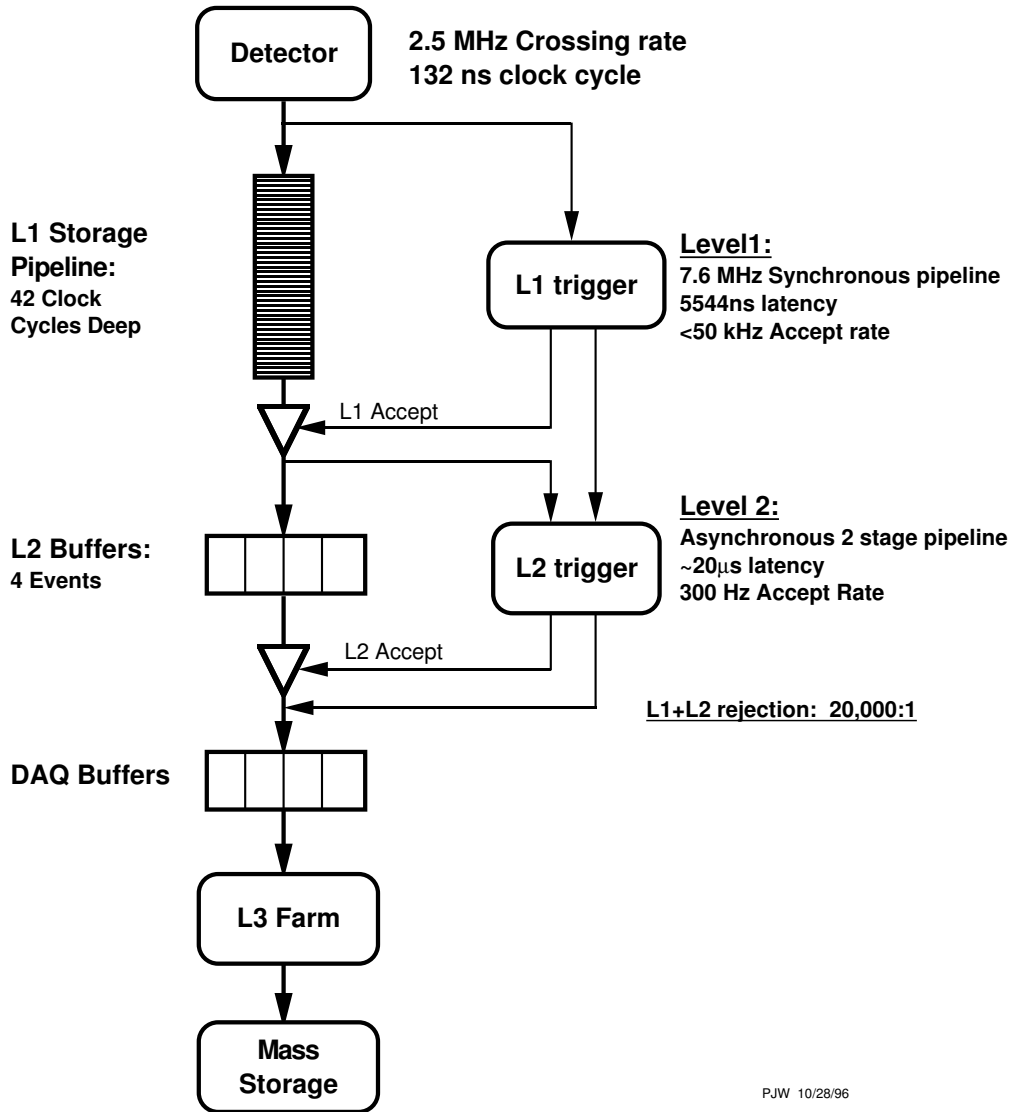 Detector
2.5 MHz Crossing rate
132 ns clock cycle
L1 Storage
Pipeline:
42 Clock
Cycles Deep
L1 trigger
Level1:
7.6 MHz Synchronous pipeline
5544ns latency
<50 kHz Accept rate
L1 Accept
L2 Buffers:
4 Events
L2 trigger
Level 2:
Asynchronous 2 stage pipeline
~20μs latency
300 Hz Accept Rate
L2 Accept
L1+L2 rejection: 20,000:1
DAQ Buffers
L3 Farm
Mass
Storage
PJW 10/28/96